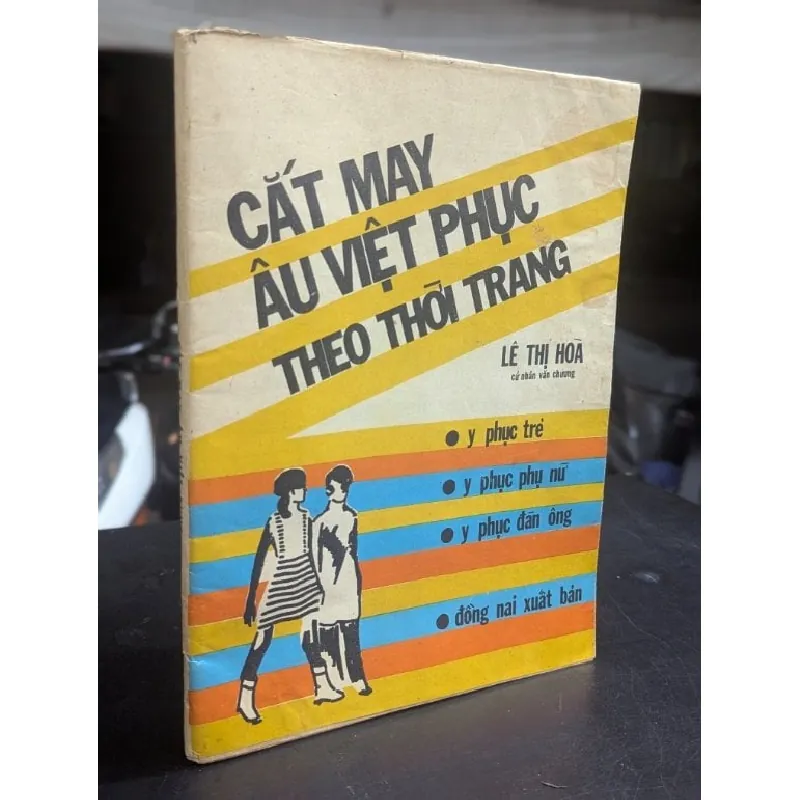 CẮT MAY
ÂU VIỆT PHỤC
THEO THỜI TRANG
LÊ THỊ HOÀ
cử nhân văn chương
● y phục trẻ
● y phục phụ nữ
● y phục đàn ông
● đồng nai xuất bản